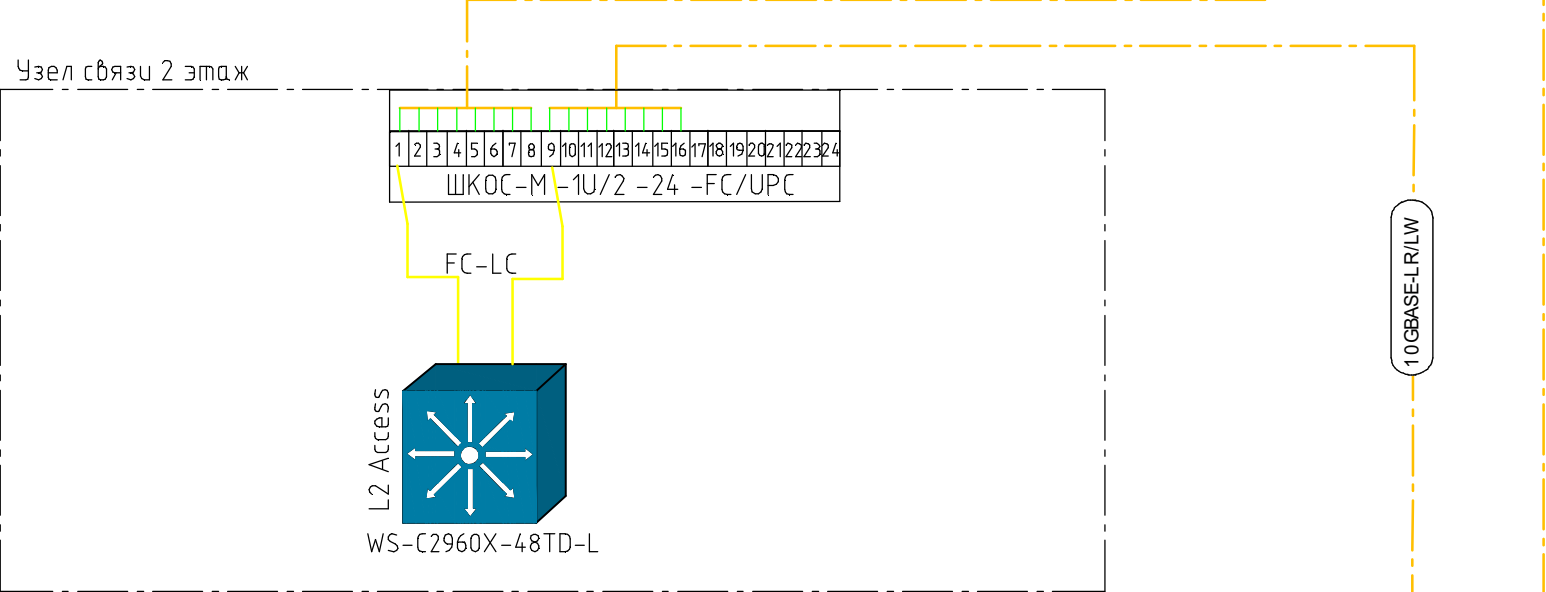 Узел связи 2 этаж
1 2 3 4 5 6 7 8 9 10 11 12 13 14 15 16 17 18 19 20 21 22 23 24
ШКОС-М -1U/2 -24 -FC/UPC
FC-LC
10GBASE-LR/LW
L2 Access
WS-C2960X-48TD-L